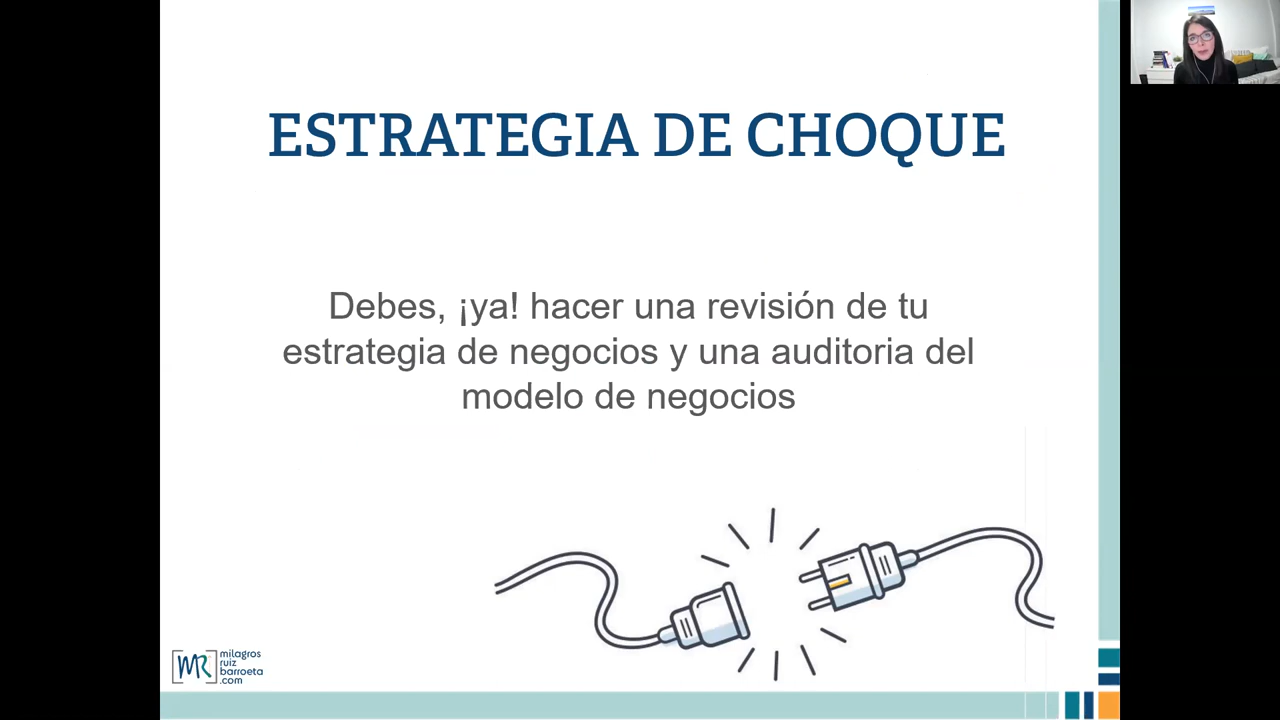 ESTRATEGIA DE CHOQUE
Debes, ¡ya! hacer una revisión de tu
estrategia de negocios y una auditoria del
modelo de negocios
MR
milagros
ruiz
barroeta
.com